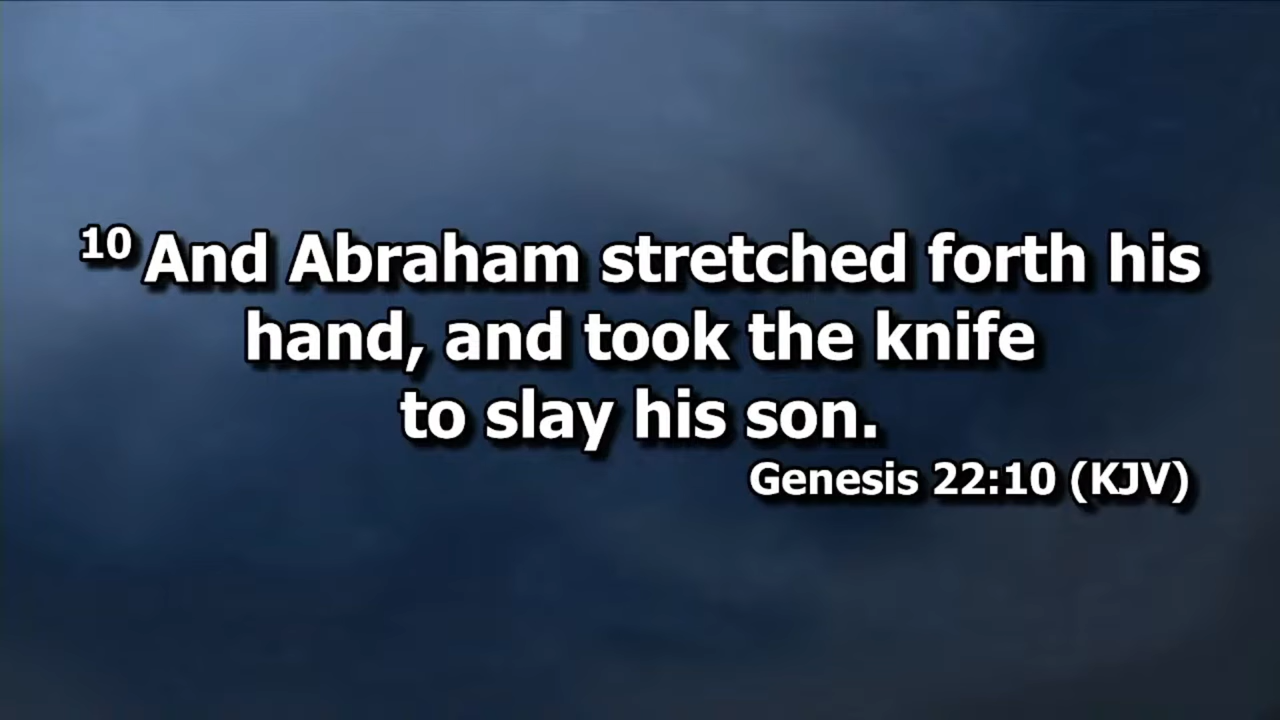 10 And Abraham stretched forth his
hand, and took the knife
to slay his son.
Genesis 22:10 (KJV)